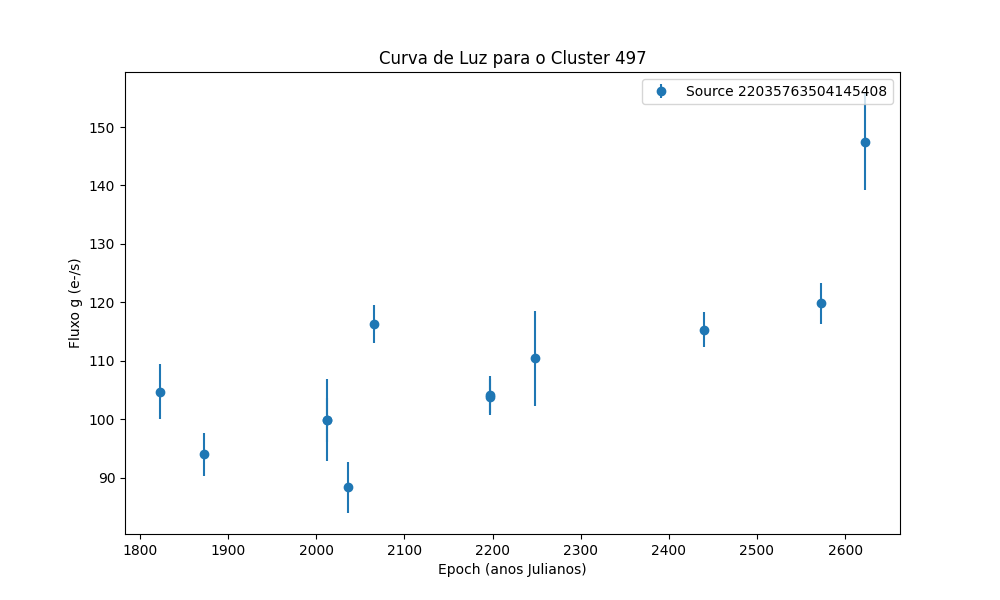 Curva de Luz para o Cluster 497
Source 22035763504145408
Fluxo g (e-/s)
150
140
130
120
110
100
90
1800 1900 2000 2100 2200 2300 2400 2500 2600
Epoch (anos Julianos)